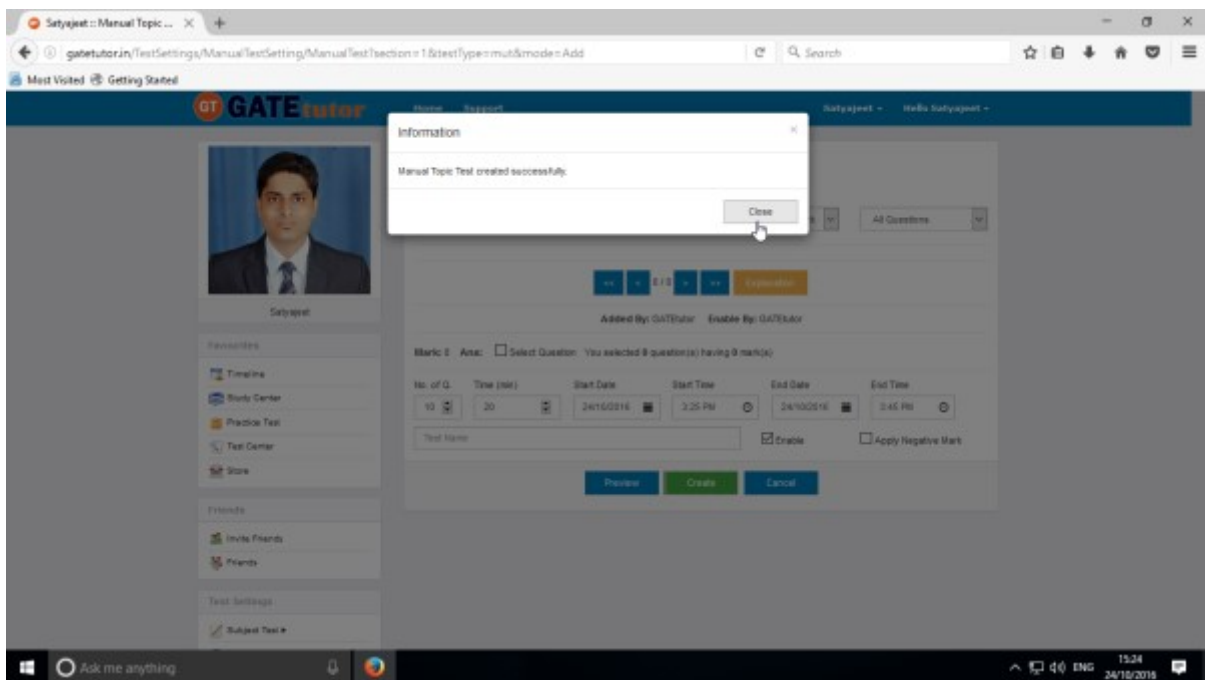 Satyajeet :: Manual Topic ...
gatetutor.in/TestSettings/ManualTestSetting/ManualTest?section=1&testType=mut&mode=Add
Search
Most Visited Getting Started
GT GATEtutor
Home Support
Satyajeet
Hello Satyajeet
Information
Manual Topic Test created successfully.
Close
All Questions
<< < 0 / 0 > >> Explanation
Satyajeet
Added By: GATEtutor Enable By: GATEtutor
Favourites
Mark: 0 Ans: Select Question You selected 0 question(s) having 0 mark(s)
Timeline
Study Center
Practice Test
Test Center
Store
No. of Q. Time (min) Start Date Start Time End Date End Time
10 20 24/10/2016 3:25 PM 24/10/2016 3:45 PM
Test Name
Enable Apply Negative Mark
Preview Create Cancel
Friends
Invite Friends
Friends
Test Settings
Subject Test
Ask me anything
ENG
15:24
24/10/2016